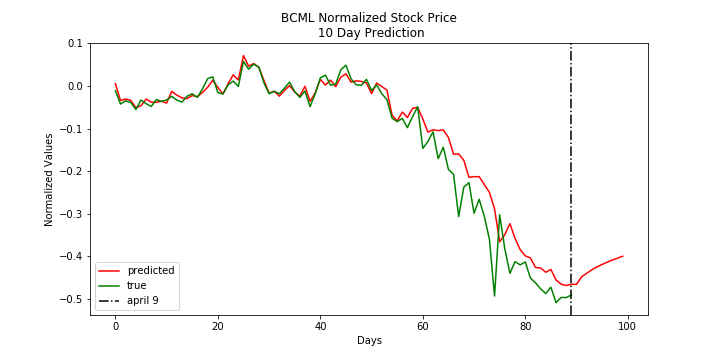 BCML Normalized Stock Price
10 Day Prediction
Normalized Values
0.1
0.0
−0.1
−0.2
−0.3
−0.4
−0.5
predicted
true
april 9
0
20
40
60
80
100
Days